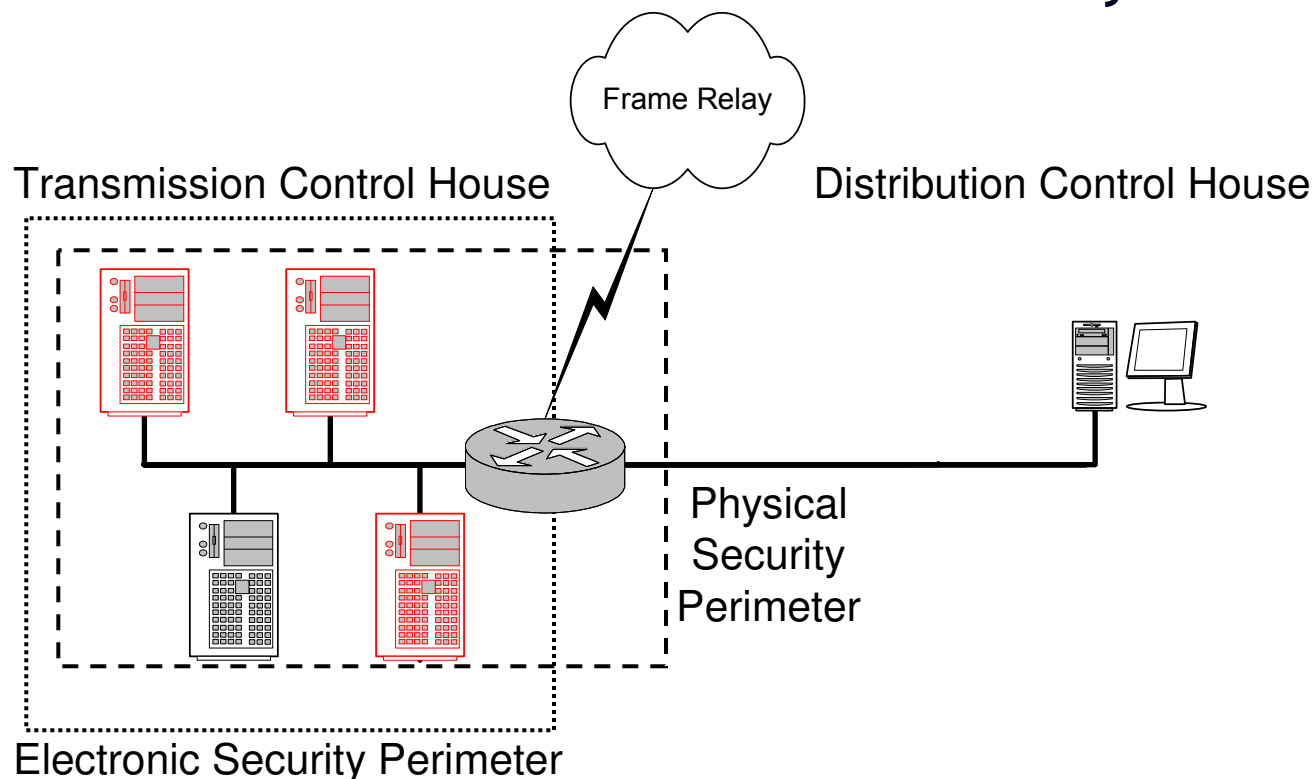 Frame Relay
Transmission Control House
Distribution Control House
Physical
Security
Perimeter
Electronic Security Perimeter